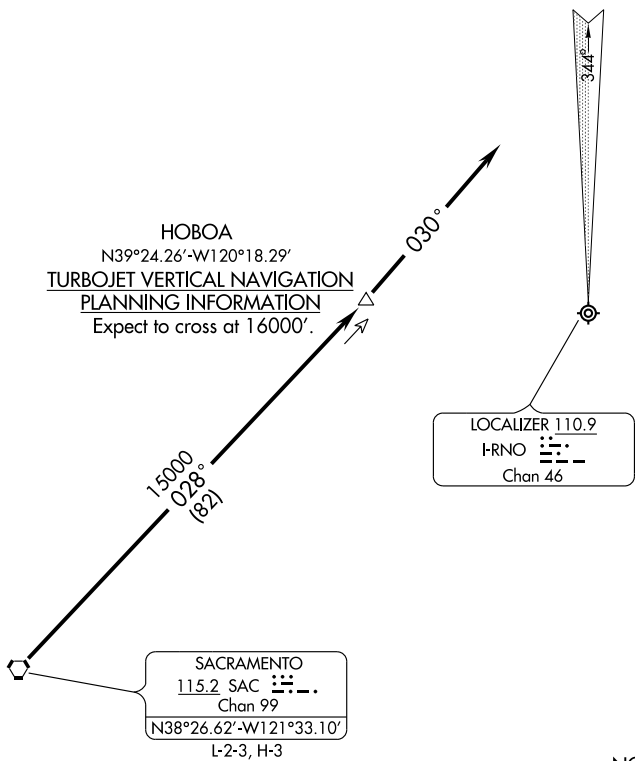 344°
030°
HOBOA
N39°24.26'-W120°18.29'
TURBOJET VERTICAL NAVIGATION
PLANNING INFORMATION
Expect to cross at 16000'.
LOCALIZER 110.9
I-RNO
Chan 46
15000
028°
(82)
SACRAMENTO
115.2 SAC
Chan 99
N38°26.62'-W121°33.10'
L-2-3, H-3